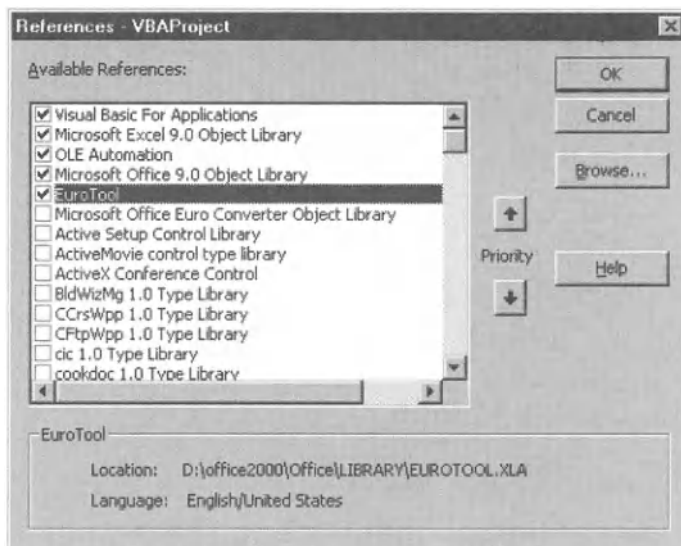 References - VBAProject
Available References:
Visual Basic For Applications
Microsoft Excel 9.0 Object Library
OLE Automation
Microsoft Office 9.0 Object Library
EuroTool
Microsoft Office Euro Converter Object Library
Active Setup Control Library
ActiveMovie control type library
ActiveX Conference Control
BldWizMg 1.0 Type Library
CCrsWpp 1.0 Type Library
CFtpWpp 1.0 Type Library
cic 1.0 Type Library
cookdoc 1.0 Type Library
OK
Cancel
Browse...
Priority
Help
EuroTool
Location: D:\office2000\Office\LIBRARY\EUROTOOL.XLA
Language: English/United States